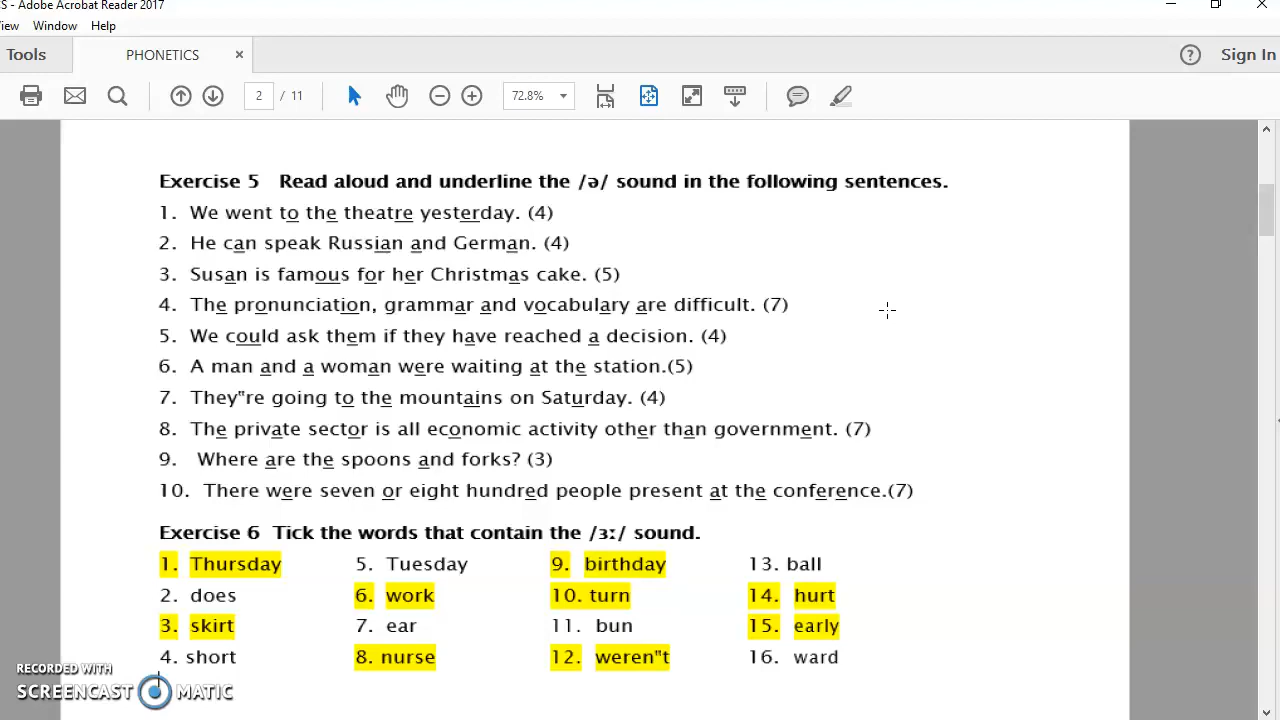 S - Adobe Acrobat Reader 2017
View Window Help
Tools PHONETICS × Sign In
2 / 11 72.8%
Exercise 5 Read aloud and underline the /ə/ sound in the following sentences.
1. We went to the theatre yesterday. (4)
2. He can speak Russian and German. (4)
3. Susan is famous for her Christmas cake. (5)
4. The pronunciation, grammar and vocabulary are difficult. (7)
5. We could ask them if they have reached a decision. (4)
6. A man and a woman were waiting at the station.(5)
7. They‟re going to the mountains on Saturday. (4)
8. The private sector is all economic activity other than government. (7)
9. Where are the spoons and forks? (3)
10. There were seven or eight hundred people present at the conference.(7)
Exercise 6 Tick the words that contain the /ɜː/ sound.
1. Thursday 5. Tuesday 9. birthday 13. ball
2. does 6. work 10. turn 14. hurt
3. skirt 7. ear 11. bun 15. early
4. short 8. nurse 12. weren‟t 16. ward
RECORDED WITH
SCREENCAST MATIC